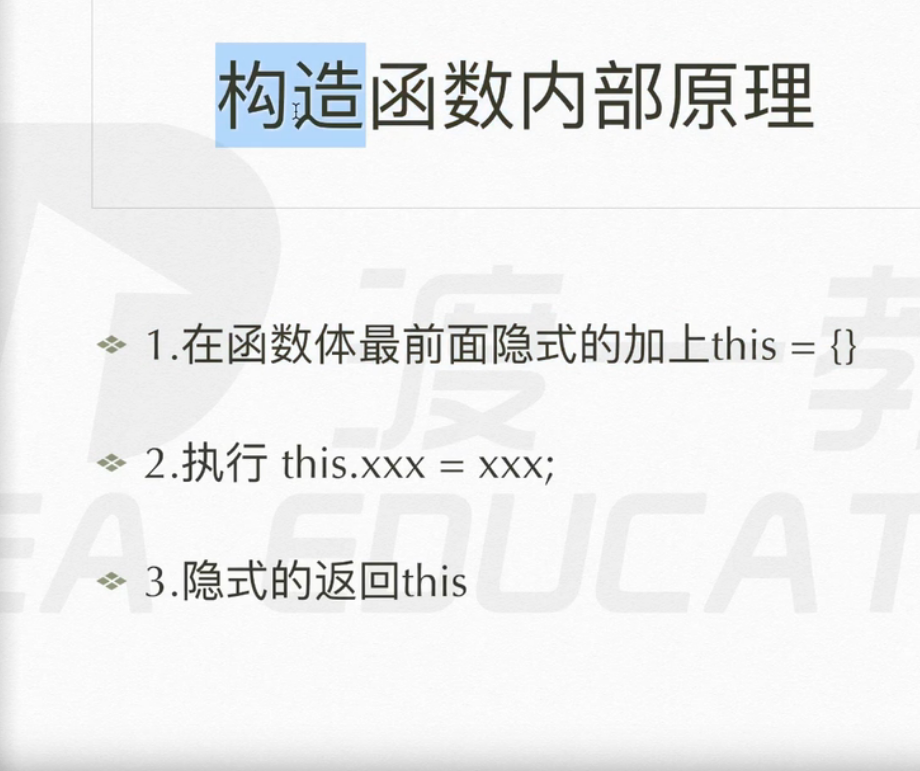 构造函数内部原理
1.在函数体最前面隐式的加上this = {}
2.执行 this.xxx = xxx;
3.隐式的返回this
渡 教
EA EDUCAT